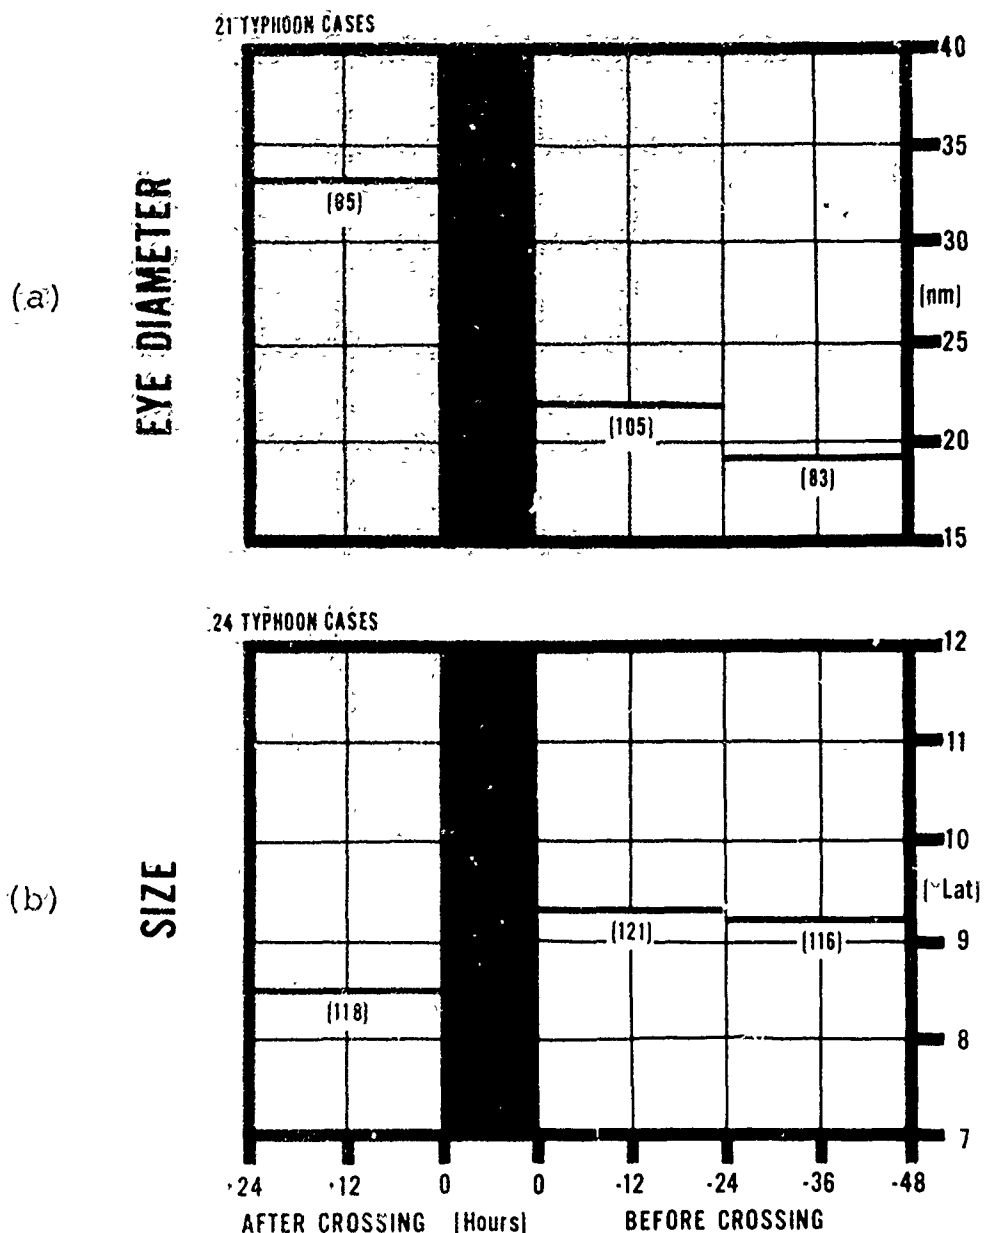 21 TYPHOON CASES
40
35
(85)
30
(a)
EYE DIAMETER
(nm)
25
(105)
20
(83)
15
24 TYPHOON CASES
12
11
10
(b)
SIZE
(°Lat)
(121)
(116)
9
(118)
8
7
+24 +12 0 0 -12 -24 -36 -48
AFTER CROSSING (Hours) BEFORE CROSSING